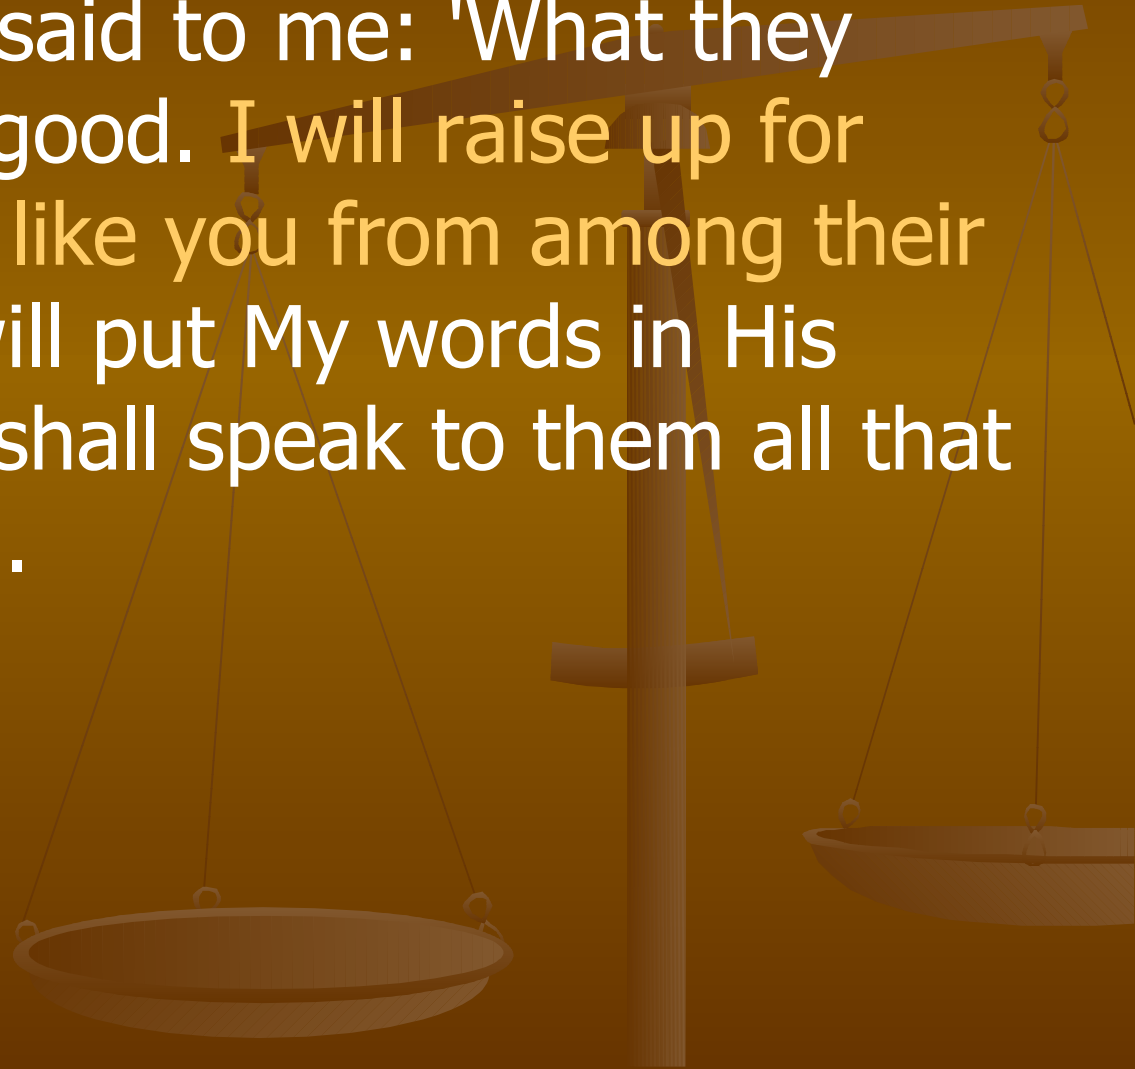 said to me: 'What they
good. I will raise up for
like you from among their
will put My words in His
shall speak to them all that
.